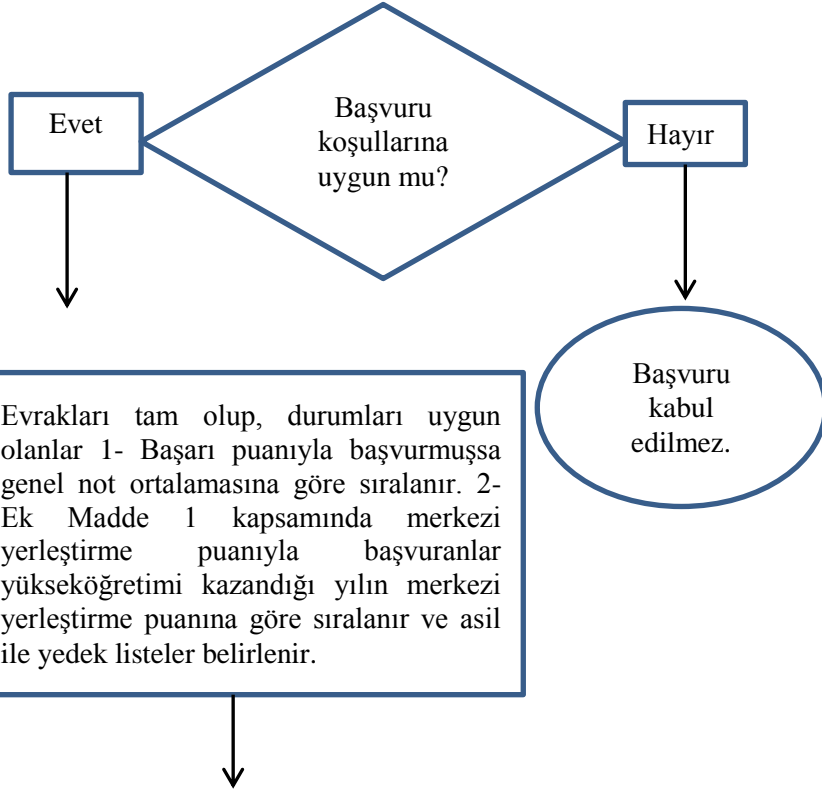 Evet
Başvuru
koşullarına
uygun mu?
Hayır
Başvuru
kabul
edilmez.
Evrakları tam olup, durumları uygun
olanlar 1- Başarı puanıyla başvurmuşsa
genel not ortalamasına göre sıralanır. 2-
Ek Madde 1 kapsamında merkezi
yerleştirme puanıyla başvuranlar
yükseköğretimi kazandığı yılın merkezi
yerleştirme puanına göre sıralanır ve asil
ile yedek listeler belirlenir.